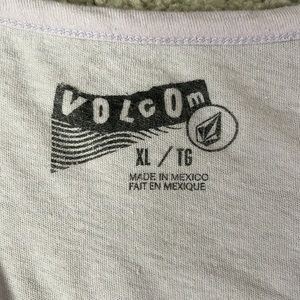 VOLCOM
XL / TG
MADE IN MEXICO
FAIT EN MEXIQUE